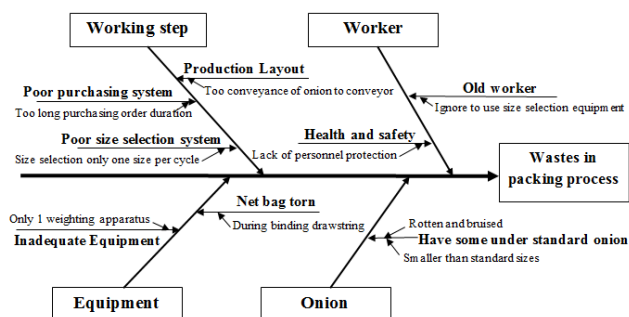 Working step
Worker
Production Layout
Too conveyance of onion to conveyor
Poor purchasing system
Too long purchasing order duration
Old worker
Ignore to use size selection equipment
Poor size selection system
Size selection only one size per cycle
Health and safety
Lack of personnel protection
Wastes in
packing process
Net bag torn
During binding drawstring
Only 1 weighting apparatus
Inadequate Equipment
Rotten and bruised
Have some under standard onion
Smaller than standard sizes
Equipment
Onion